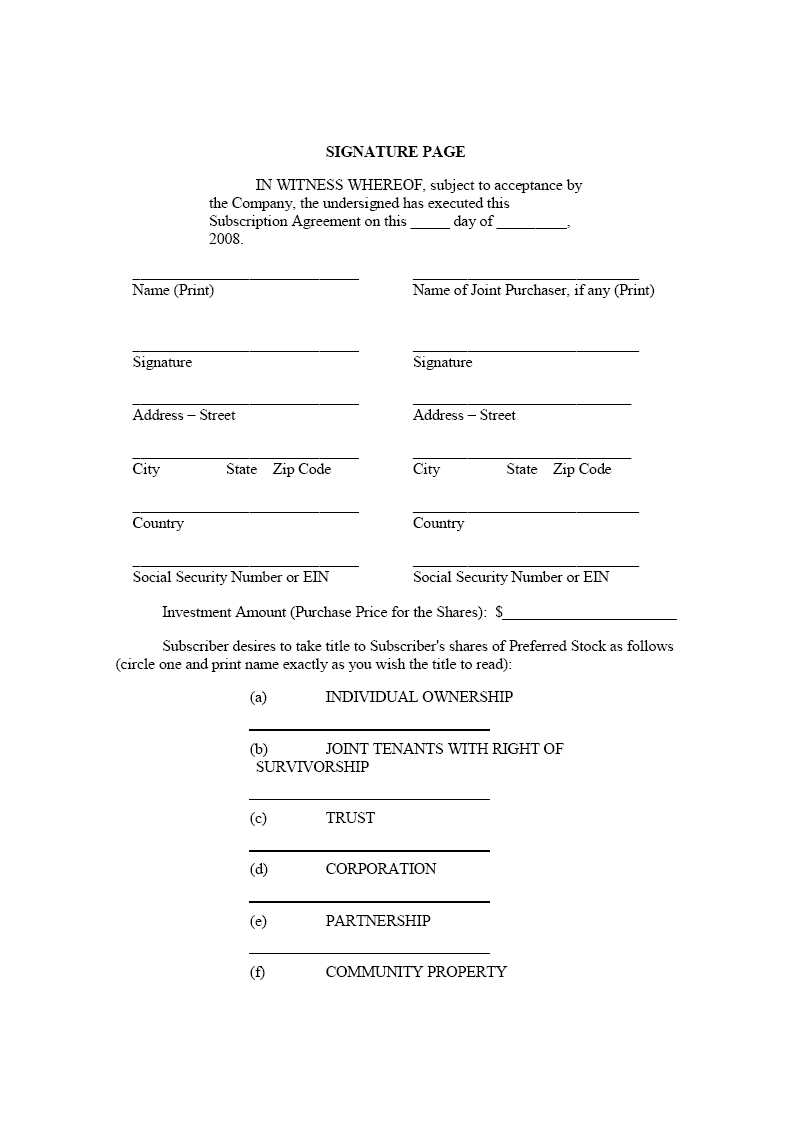 SIGNATURE PAGE
IN WITNESS WHEREOF, subject to acceptance by
the Company, the undersigned has executed this
Subscription Agreement on this _____ day of _________,
2008.
Name (Print)
Name of Joint Purchaser, if any (Print)
Signature
Signature
Address – Street
Address – Street
City State Zip Code
City State Zip Code
Country
Country
Social Security Number or EIN
Social Security Number or EIN
Investment Amount (Purchase Price for the Shares): $______________________
Subscriber desires to take title to Subscriber's shares of Preferred Stock as follows
(circle one and print name exactly as you wish the title to read):
(a) INDIVIDUAL OWNERSHIP
(b) JOINT TENANTS WITH RIGHT OF
SURVIVORSHIP
(c) TRUST
(d) CORPORATION
(e) PARTNERSHIP
(f) COMMUNITY PROPERTY